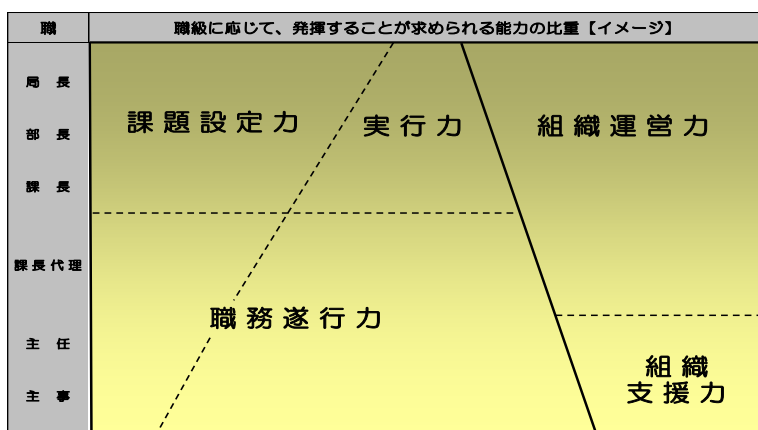 職
職級に応じて、発揮することが求められる能力の比重【イメージ】
局 長
部 長
課 長
課長代理
主 任
主 事
課題設定力
実行力
組織運営力
職務遂行力
組織
支援力